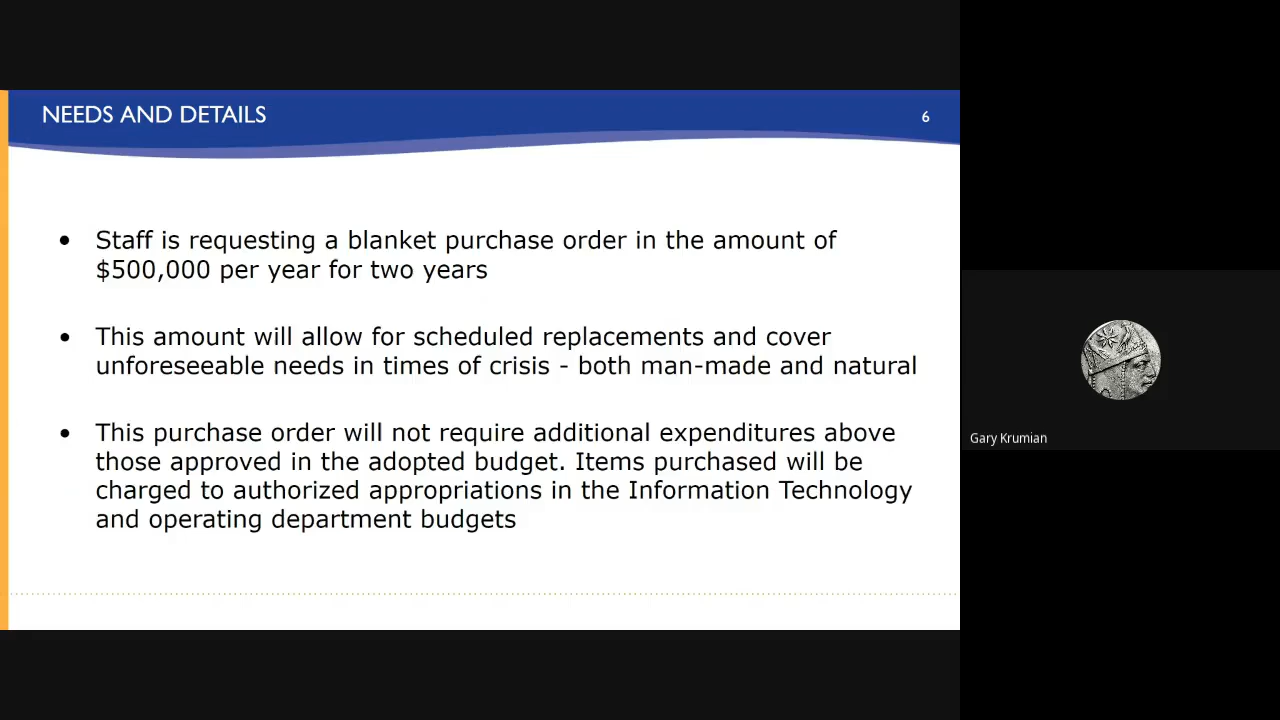 NEEDS AND DETAILS
6
• Staff is requesting a blanket purchase order in the amount of
$500,000 per year for two years
• This amount will allow for scheduled replacements and cover
unforeseeable needs in times of crisis - both man-made and natural
• This purchase order will not require additional expenditures above
those approved in the adopted budget. Items purchased will be
charged to authorized appropriations in the Information Technology
and operating department budgets
Gary Krumian